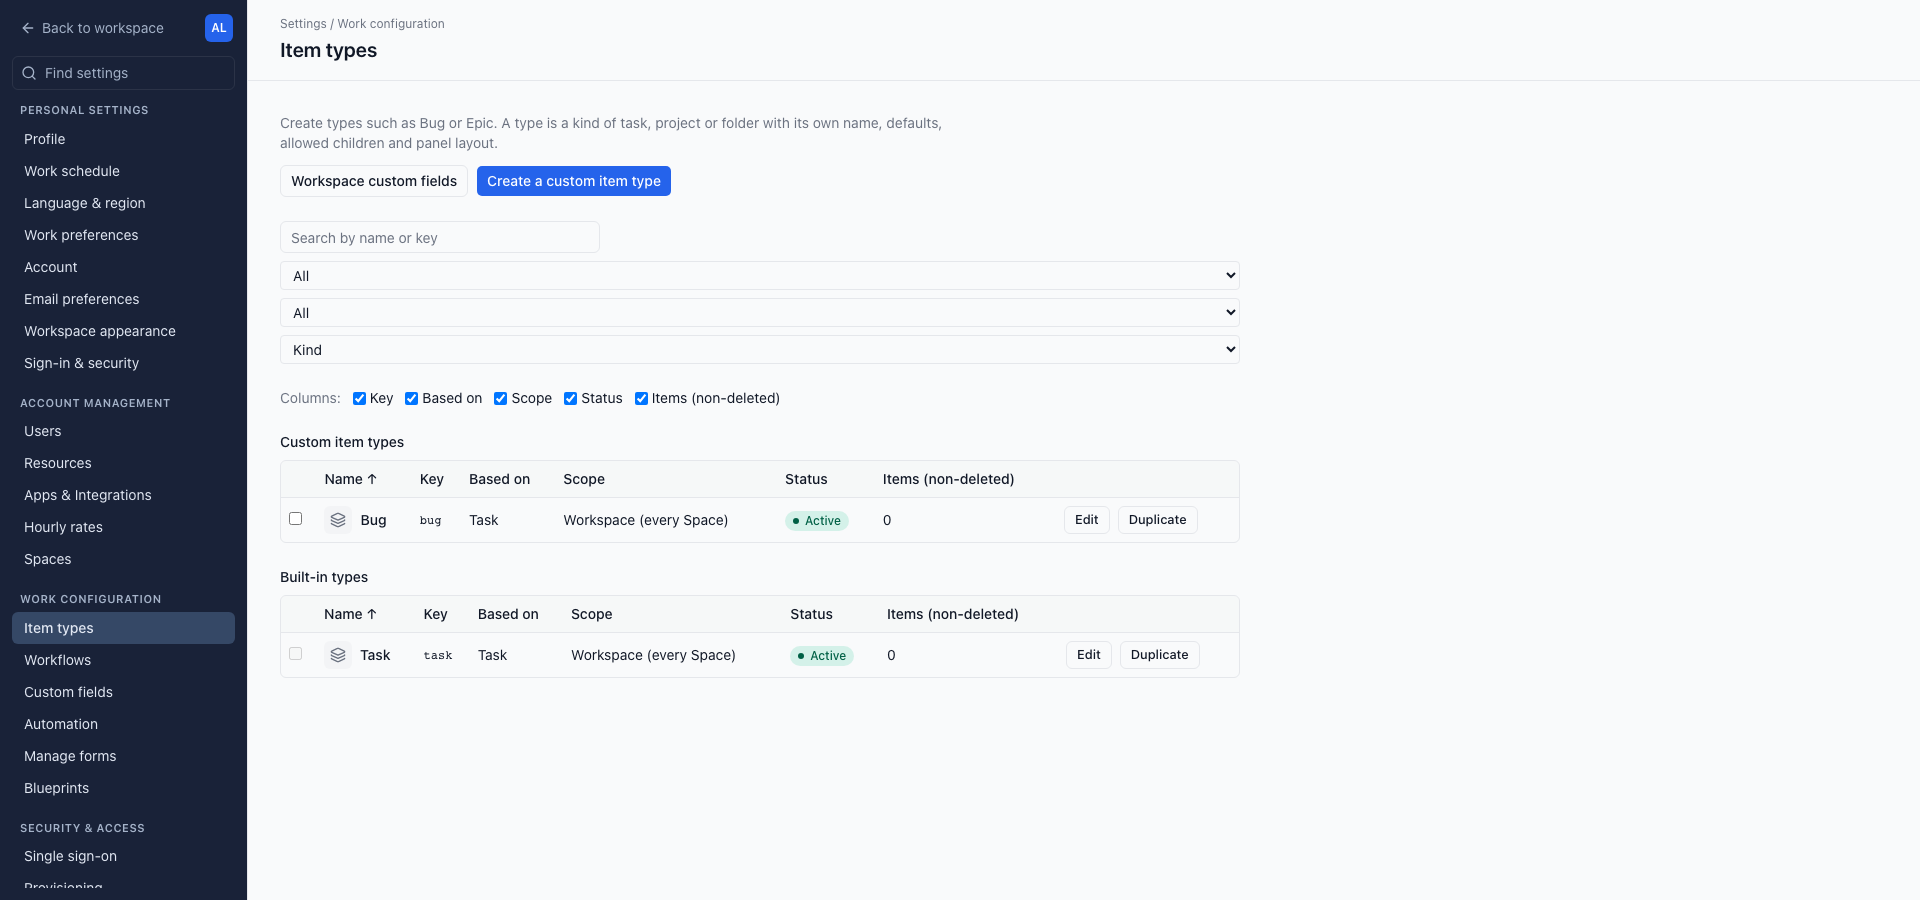 Back to workspace
AL
Find settings
PERSONAL SETTINGS
Profile
Work schedule
Language & region
Work preferences
Account
Email preferences
Workspace appearance
Sign-in & security
ACCOUNT MANAGEMENT
Users
Resources
Apps & Integrations
Hourly rates
Spaces
WORK CONFIGURATION
Item types
Workflows
Custom fields
Automation
Manage forms
Blueprints
SECURITY & ACCESS
Single sign-on
Provisioning
Settings / Work configuration
Item types
Create types such as Bug or Epic. A type is a kind of task, project or folder with its own name, defaults,
allowed children and panel layout.
Workspace custom fields Create a custom item type
Search by name or key
All
All
Kind
Columns: Key Based on Scope Status Items (non-deleted)
Custom item types
Name ↑ Key Based on Scope Status Items (non-deleted)
Bug bug Task Workspace (every Space) Active 0 Edit Duplicate
Built-in types
Name ↑ Key Based on Scope Status Items (non-deleted)
Task task Task Workspace (every Space) Active 0 Edit Duplicate